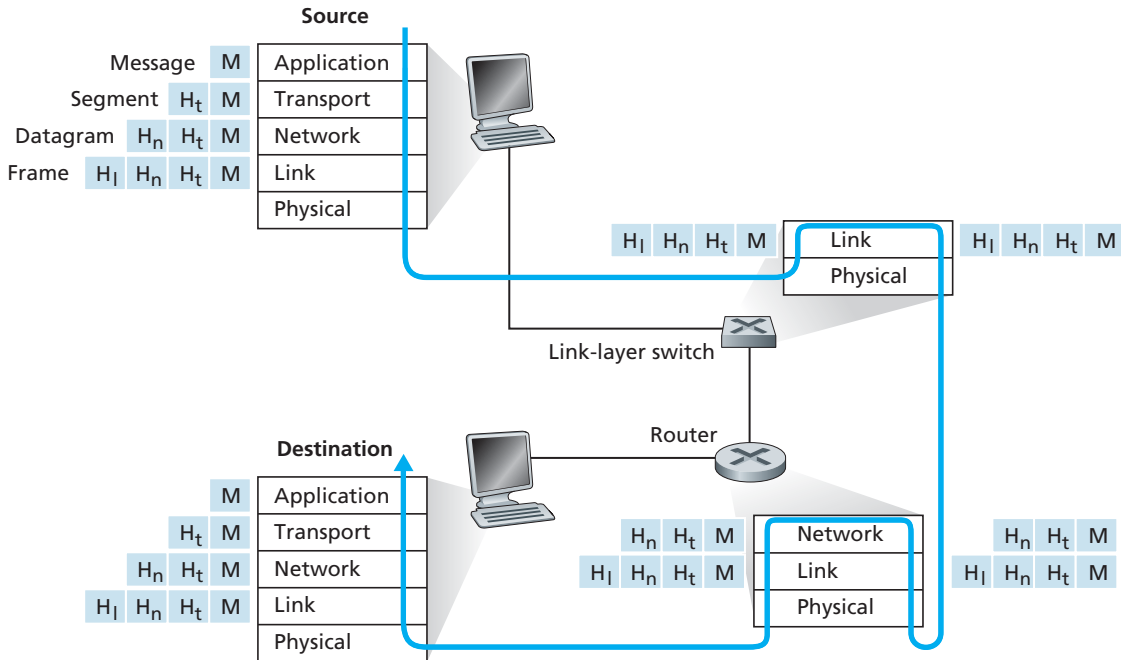 Source
Message M Application
Segment Ht M Transport
Datagram Hn Ht M Network
Frame Hl Hn Ht M Link
Physical
Hl Hn Ht M Link Hl Hn Ht M
Physical
Link-layer switch
Router
Destination
M Application
Ht M Transport
Hn Ht M Network
Hl Hn Ht M Link
Physical
Hn Ht M Network Hn Ht M
Hl Hn Ht M Link Hl Hn Ht M
Physical